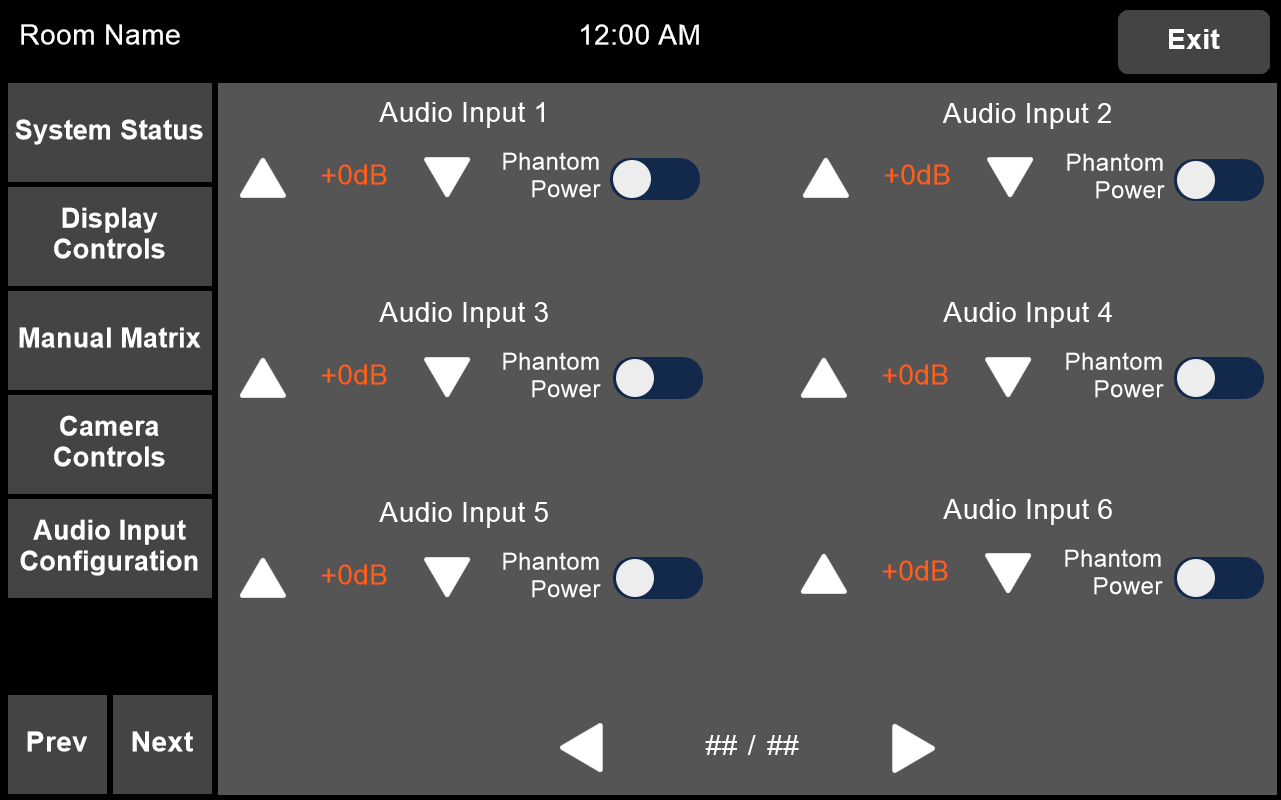 Room Name
12:00 AM
Exit
System Status
Display
Controls
Manual Matrix
Camera
Controls
Audio Input
Configuration
Prev
Next
Audio Input 1
+0dB
Phantom
Power
Audio Input 2
+0dB
Phantom
Power
Audio Input 3
+0dB
Phantom
Power
Audio Input 4
+0dB
Phantom
Power
Audio Input 5
+0dB
Phantom
Power
Audio Input 6
+0dB
Phantom
Power
## / ##